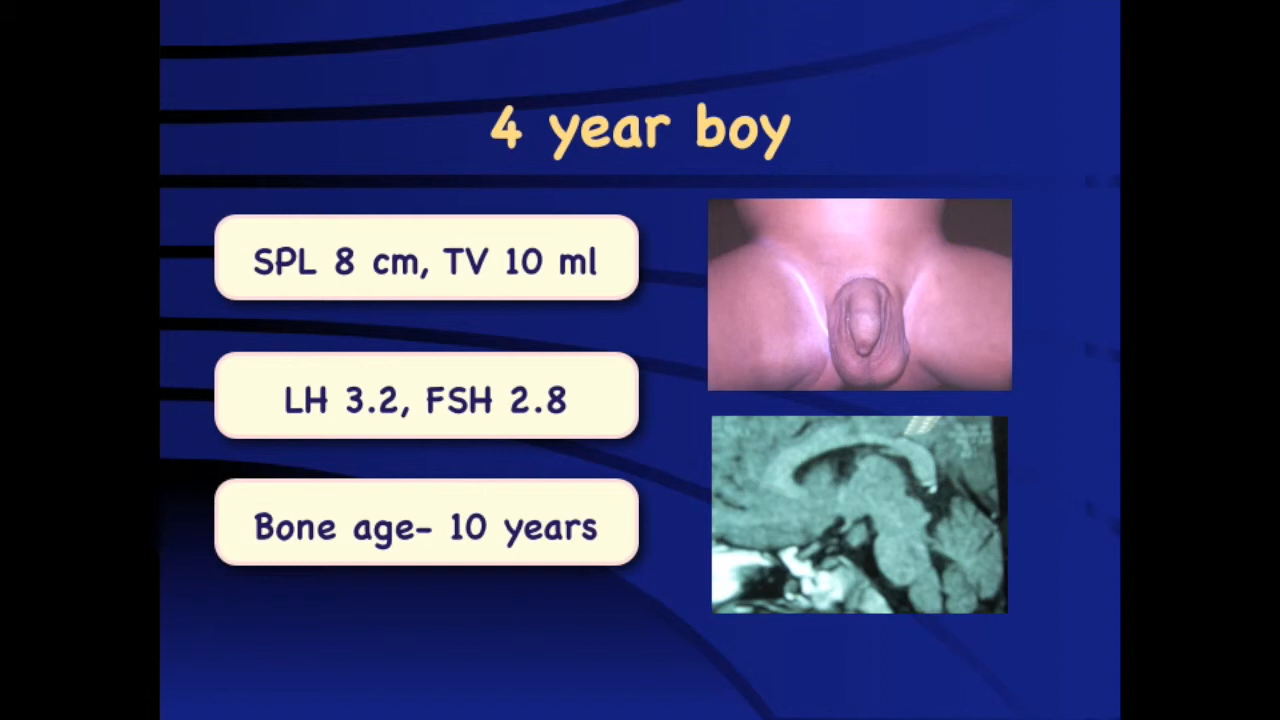 4 year boy
SPL 8 cm, TV 10 ml
LH 3.2, FSH 2.8
Bone age- 10 years